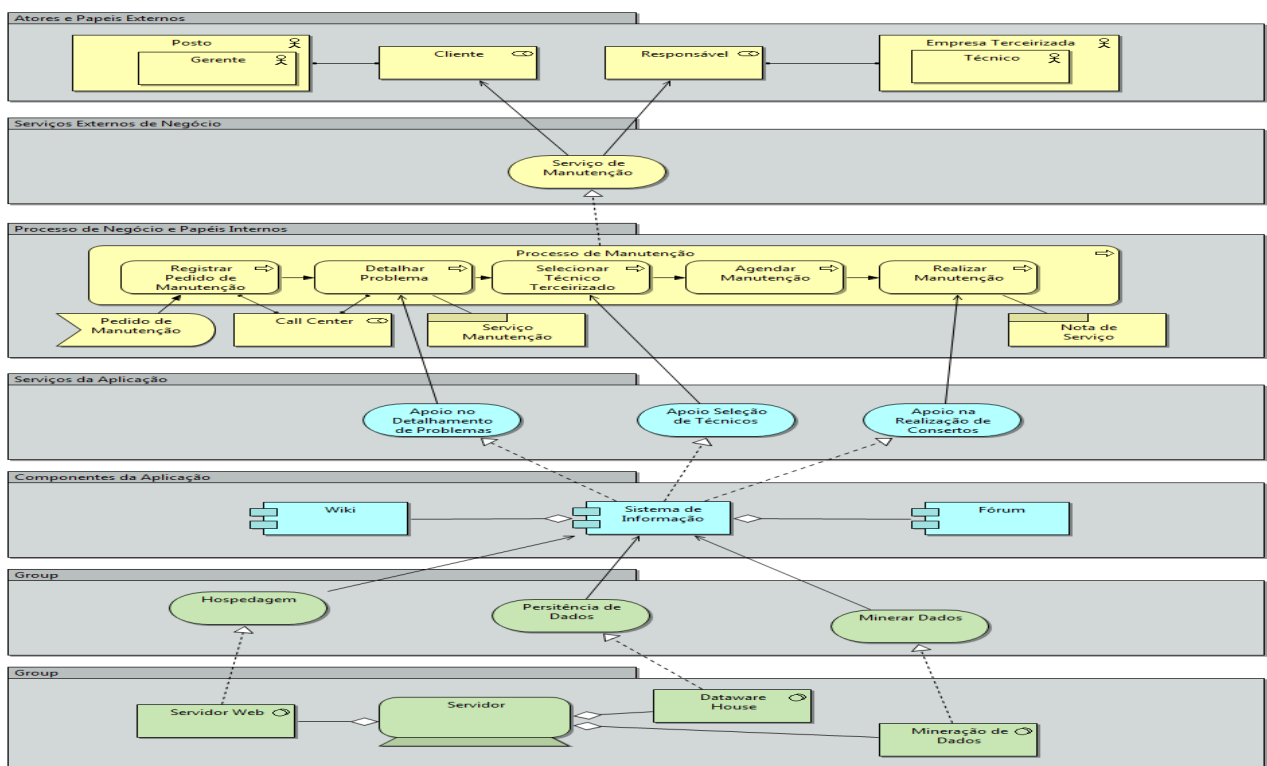 Atores e Papeis Externos
Posto
Gerente
Cliente
Responsável
Empresa Terceirizada
Técnico
Serviços Externos de Negócio
Serviço de
Manutenção
Processo de Negócio e Papéis Internos
Processo de Manutenção
Registrar
Pedido de
Manutenção
Detalhar
Problema
Selecionar
Técnico
Terceirizado
Agendar
Manutenção
Realizar
Manutenção
Pedido de
Manutenção
Call Center
Serviço
Manutenção
Nota de
Serviço
Serviços da Aplicação
Apoio no
Detalhamento
de Problemas
Apoio Seleção
de Técnicos
Apoio na
Realização de
Consertos
Componentes da Aplicação
Wiki
Sistema de
Informação
Fórum
Group
Hospedagem
Persitência de
Dados
Minerar Dados
Group
Servidor Web
Servidor
Dataware
House
Mineração de
Dados